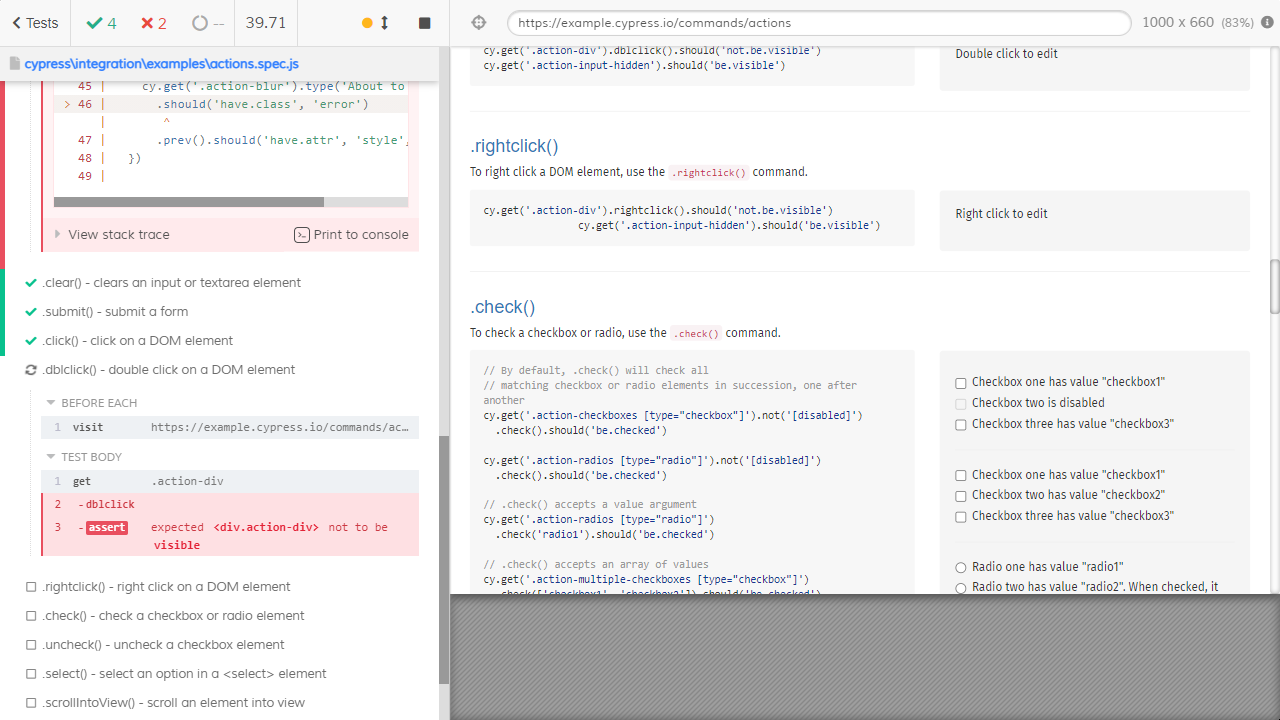 Tests
4
2
--
39.71
https://example.cypress.io/commands/actions
1000 x 660 (83%)
cypress\integration\examples\actions.spec.js
45 | cy.get('.action-blur').type('About to
> 46 | .should('have.class', 'error')
| ^
47 | .prev().should('have.attr', 'style',
48 | })
49 |
View stack trace
Print to console
.clear() - clears an input or textarea element
.submit() - submit a form
.click() - click on a DOM element
.dblclick() - double click on a DOM element
BEFORE EACH
1 visit https://example.cypress.io/commands/ac…
TEST BODY
1 get .action-div
2 -dblclick
3 -assert expected <div.action-div> not to be
visible
.rightclick() - right click on a DOM element
.check() - check a checkbox or radio element
.uncheck() - uncheck a checkbox element
.select() - select an option in a <select> element
.scrollIntoView() - scroll an element into view
cy.get('.action-div').dblclick().should('not.be.visible')
cy.get('.action-input-hidden').should('be.visible')
Double click to edit
.rightclick()
To right click a DOM element, use the .rightclick() command.
cy.get('.action-div').rightclick().should('not.be.visible')
cy.get('.action-input-hidden').should('be.visible')
Right click to edit
.check()
To check a checkbox or radio, use the .check() command.
// By default, .check() will check all
// matching checkbox or radio elements in succession, one after
another
cy.get('.action-checkboxes [type="checkbox"]').not('[disabled]')
.check().should('be.checked')
cy.get('.action-radios [type="radio"]').not('[disabled]')
.check().should('be.checked')
// .check() accepts a value argument
cy.get('.action-radios [type="radio"]')
.check('radio1').should('be.checked')
// .check() accepts an array of values
cy.get('.action-multiple-checkboxes [type="checkbox"]')
.check(['checkbox1', 'checkbox2']).should('be.checked')
Checkbox one has value "checkbox1"
Checkbox two is disabled
Checkbox three has value "checkbox3"
Checkbox one has value "checkbox1"
Checkbox two has value "checkbox2"
Checkbox three has value "checkbox3"
Radio one has value "radio1"
Radio two has value "radio2". When checked, it